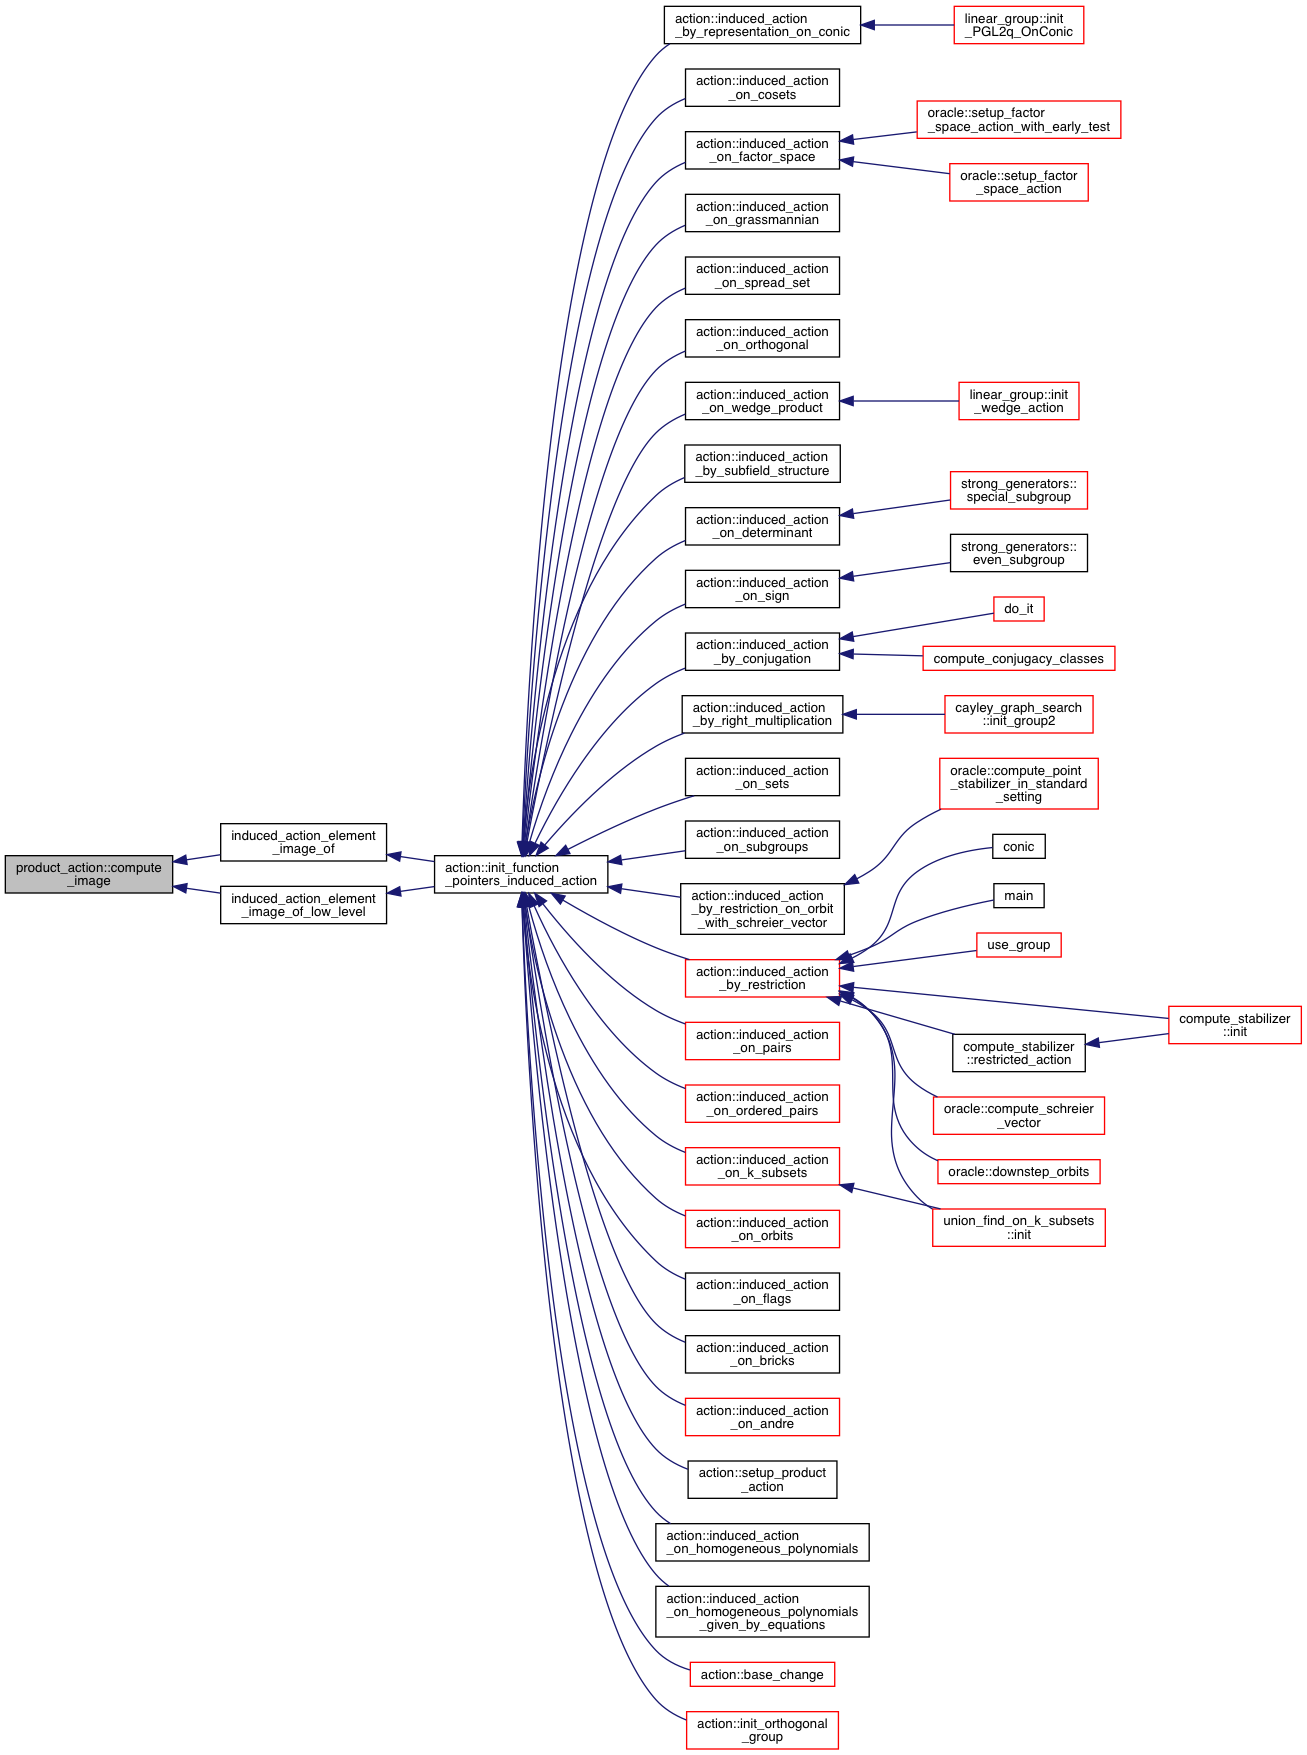 product_action::compute
_image
induced_action_element
_image_of
induced_action_element
_image_of_low_level
action::init_function
_pointers_induced_action
action::induced_action
_by_representation_on_conic
action::induced_action
_on_cosets
action::induced_action
_on_factor_space
action::induced_action
_on_grassmannian
action::induced_action
_on_spread_set
action::induced_action
_on_orthogonal
action::induced_action
_on_wedge_product
action::induced_action
_by_subfield_structure
action::induced_action
_on_determinant
action::induced_action
_on_sign
action::induced_action
_by_conjugation
action::induced_action
_by_right_multiplication
action::induced_action
_on_sets
action::induced_action
_on_subgroups
action::induced_action
_by_restriction_on_orbit
_with_schreier_vector
action::induced_action
_by_restriction
action::induced_action
_on_pairs
action::induced_action
_on_ordered_pairs
action::induced_action
_on_k_subsets
action::induced_action
_on_orbits
action::induced_action
_on_flags
action::induced_action
_on_bricks
action::induced_action
_on_andre
action::setup_product
_action
action::induced_action
_on_homogeneous_polynomials
action::induced_action
_on_homogeneous_polynomials
_given_by_equations
action::base_change
action::init_orthogonal
_group
linear_group::init
_PGL2q_OnConic
oracle::setup_factor
_space_action_with_early_test
oracle::setup_factor
_space_action
linear_group::init
_wedge_action
strong_generators::
special_subgroup
strong_generators::
even_subgroup
do_it
compute_conjugacy_classes
cayley_graph_search
::init_group2
oracle::compute_point
_stabilizer_in_standard
_setting
conic
main
use_group
compute_stabilizer
::restricted_action
oracle::compute_schreier
_vector
oracle::downstep_orbits
union_find_on_k_subsets
::init
compute_stabilizer
::init